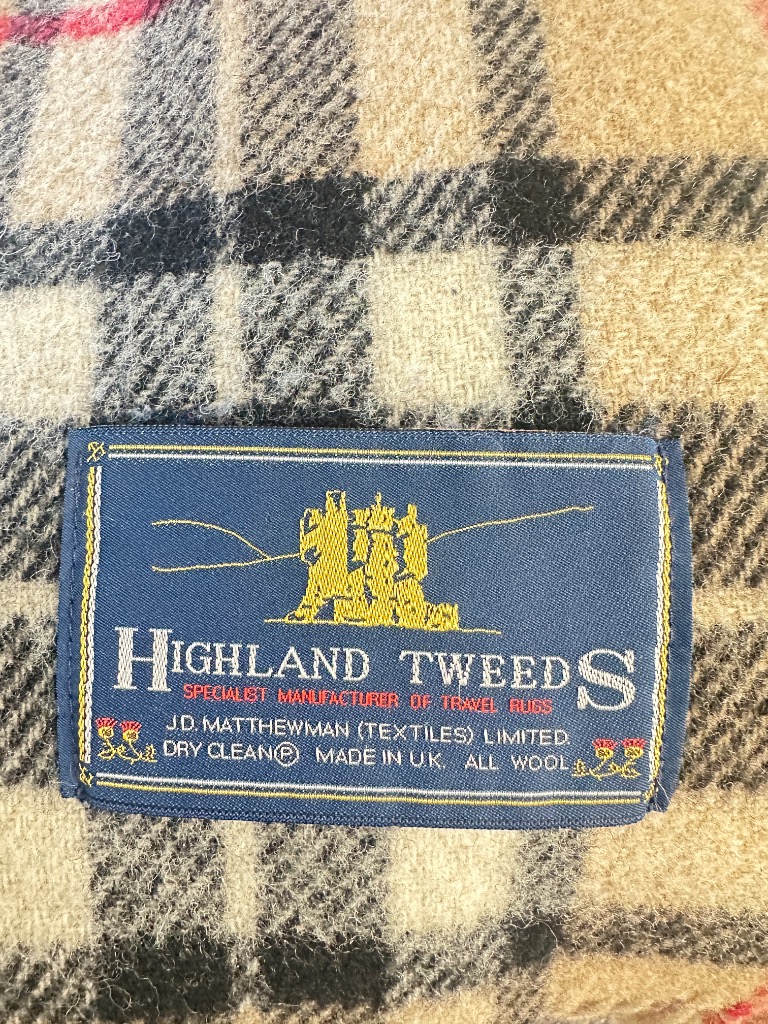 HIGHLAND TWEEDS
SPECIALIST MANUFACTURER OF TRAVEL RUGS
J.D. MATTHEWMAN (TEXTILES) LIMITED.
DRY CLEAN Ⓟ MADE IN U.K. ALL WOOL